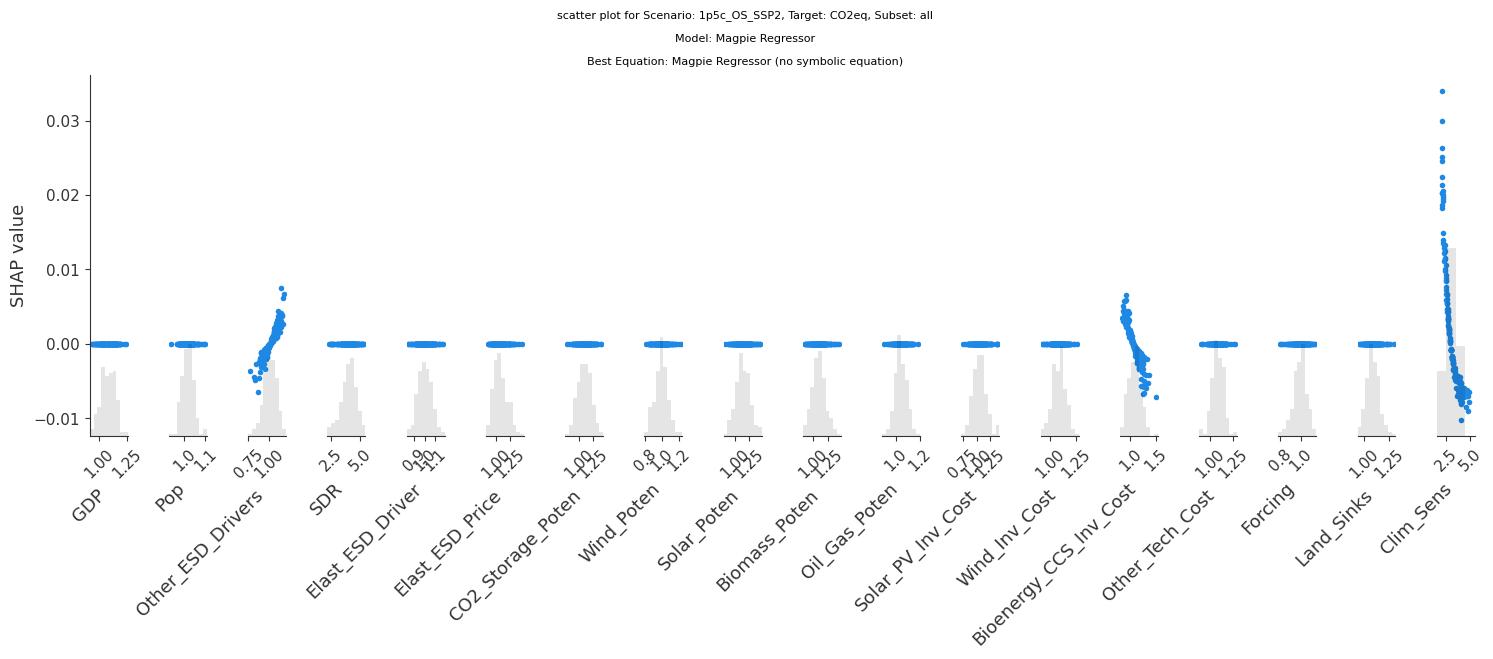 scatter plot for Scenario: 1p5c_OS_SSP2, Target: CO2eq, Subset: all
Model: Magpie Regressor
Best Equation: Magpie Regressor (no symbolic equation)
SHAP value
0.03
0.02
0.01
0.00
−0.01
1.00 1.25
GDP
1.0 1.1
Pop
0.75 1.00
Other_ESD_Drivers
2.5 5.0
SDR
0.9 1.0 1.1
Elast_ESD_Driver
1.00 1.25
Elast_ESD_Price
1.00 1.25
CO2_Storage_Poten
0.8 1.0 1.2
Wind_Poten
1.00 1.25
Solar_Poten
1.00 1.25
Biomass_Poten
1.0 1.2
Oil_Gas_Poten
0.75 1.00 1.25
Solar_PV_Inv_Cost
1.00 1.25
Wind_Inv_Cost
1.0 1.5
Bioenergy_CCS_Inv_Cost
1.00 1.25
Other_Tech_Cost
0.8 1.0
Forcing
1.00 1.25
Land_Sinks
2.5 5.0
Clim_Sens